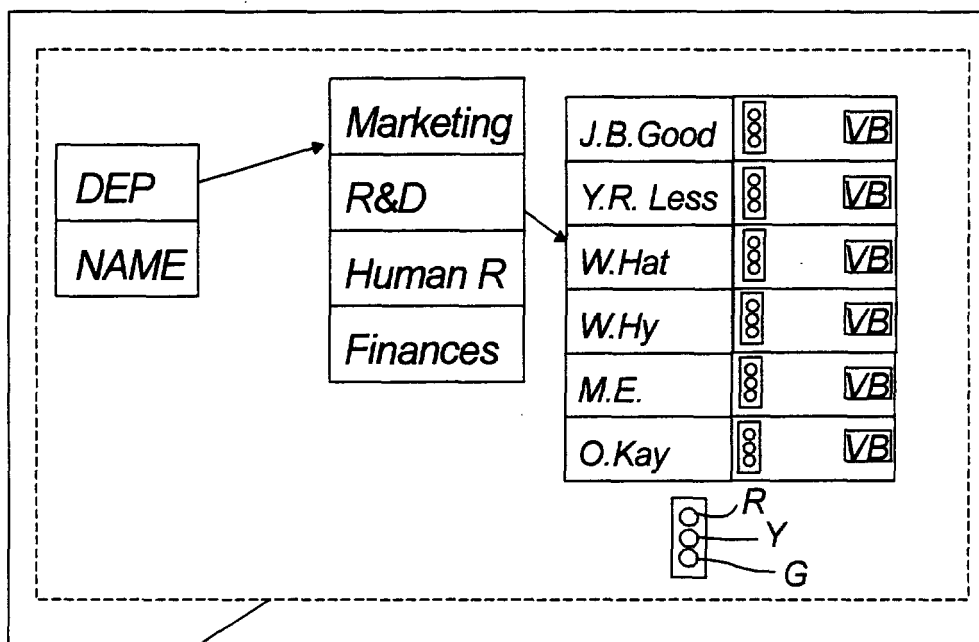 DEP
NAME
Marketing
R&D
Human R
Finances
J.B.Good VB
Y.R. Less VB
W.Hat VB
W.Hy VB
M.E. VB
O.Kay VB
R
Y
G